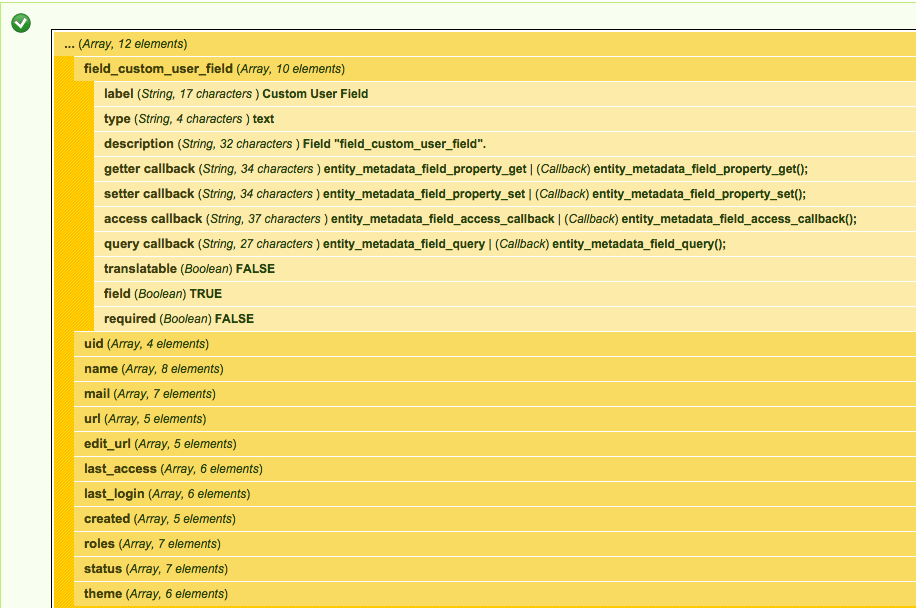 ... (Array, 12 elements)
field_custom_user_field (Array, 10 elements)
label (String, 17 characters ) Custom User Field
type (String, 4 characters ) text
description (String, 32 characters ) Field "field_custom_user_field".
getter callback (String, 34 characters ) entity_metadata_field_property_get | (Callback) entity_metadata_field_property_get();
setter callback (String, 34 characters ) entity_metadata_field_property_set | (Callback) entity_metadata_field_property_set();
access callback (String, 37 characters ) entity_metadata_field_access_callback | (Callback) entity_metadata_field_access_callback();
query callback (String, 27 characters ) entity_metadata_field_query | (Callback) entity_metadata_field_query();
translatable (Boolean) FALSE
field (Boolean) TRUE
required (Boolean) FALSE
uid (Array, 4 elements)
name (Array, 8 elements)
mail (Array, 7 elements)
url (Array, 5 elements)
edit_url (Array, 5 elements)
last_access (Array, 6 elements)
last_login (Array, 6 elements)
created (Array, 5 elements)
roles (Array, 7 elements)
status (Array, 7 elements)
theme (Array, 6 elements)